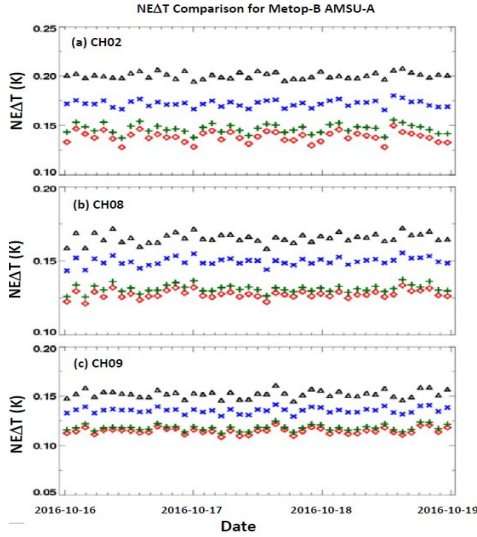 NEΔT Comparison for Metop-B AMSU-A
0.25
(a) CH02
0.20
NEΔT (K)
0.15
0.10
0.20
(b) CH08
NEΔT (K)
0.15
0.10
0.20
(c) CH09
0.15
NEΔT (K)
0.10
0.05
2016-10-16 2016-10-17 2016-10-18 2016-10-19
Date